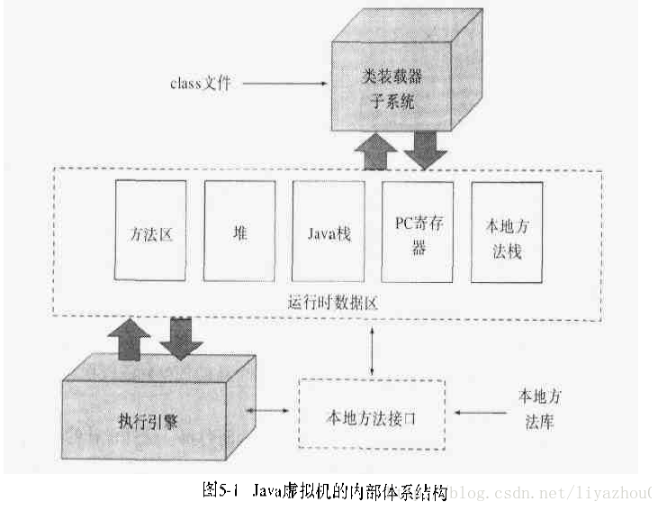 类装载器
子系统
class文件
方法区
堆
Java栈
PC寄存
器
本地方
法栈
运行时数据区
执行引擎
本地方法接口
本地方
法库
图5-1 Java虚拟机的内部体系结构
blog.csdn.net/liyazhou0